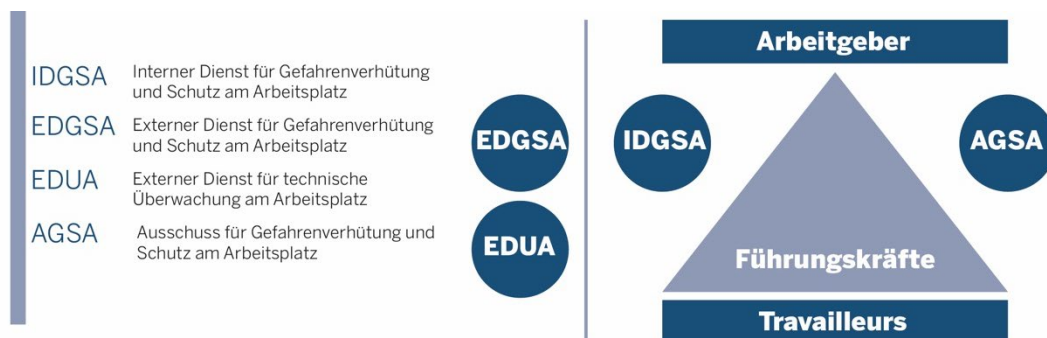 IDGSA Interner Dienst für Gefahrenverhütung
und Schutz am Arbeitsplatz
EDGSA Externer Dienst für Gefahrenverhütung
und Schutz am Arbeitsplatz
EDUA Externer Dienst für technische
Überwachung am Arbeitsplatz
AGSA Ausschuss für Gefahrenverhütung und
Schutz am Arbeitsplatz
EDGSA
EDUA
Arbeitgeber
IDGSA
AGSA
Führungskräfte
Travailleurs